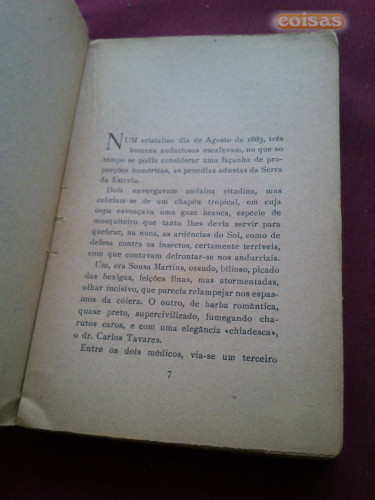 coisas
NUM cristalino dia de Agosto de 1883, três
homens audaciosos escalavam, no que ao
tempo se podia considerar uma façanha de pro-
porções homéricas, as penedias adustas da Serra
da Estrela.
Dois envergavam andaina citadina, mas
cobriam-se de um chapéu tropical, em cuja
copa esvoaçava uma gaze branca, espécie de
mosquiteiro que tanto lhes devia servir para
quebrar, na nuca, as ardências do Sol, como de
defesa contra os insectos, certamente terríveis,
com que contavam defrontar-se nos andurriais.
Um, era Sousa Martins, ossudo, bilioso, picado
das bexigas, feições finas, mas atormentadas,
olhar incisivo, que parecia relampejar nos espas-
mos da cólera. O outro, de barba romântica,
quase preto, supercivilizado, fumegando cha-
rutos caros, e com uma elegância «chiadesca»,
o dr. Carlos Tavares.
Entre os dois médicos, via-se um terceiro
7